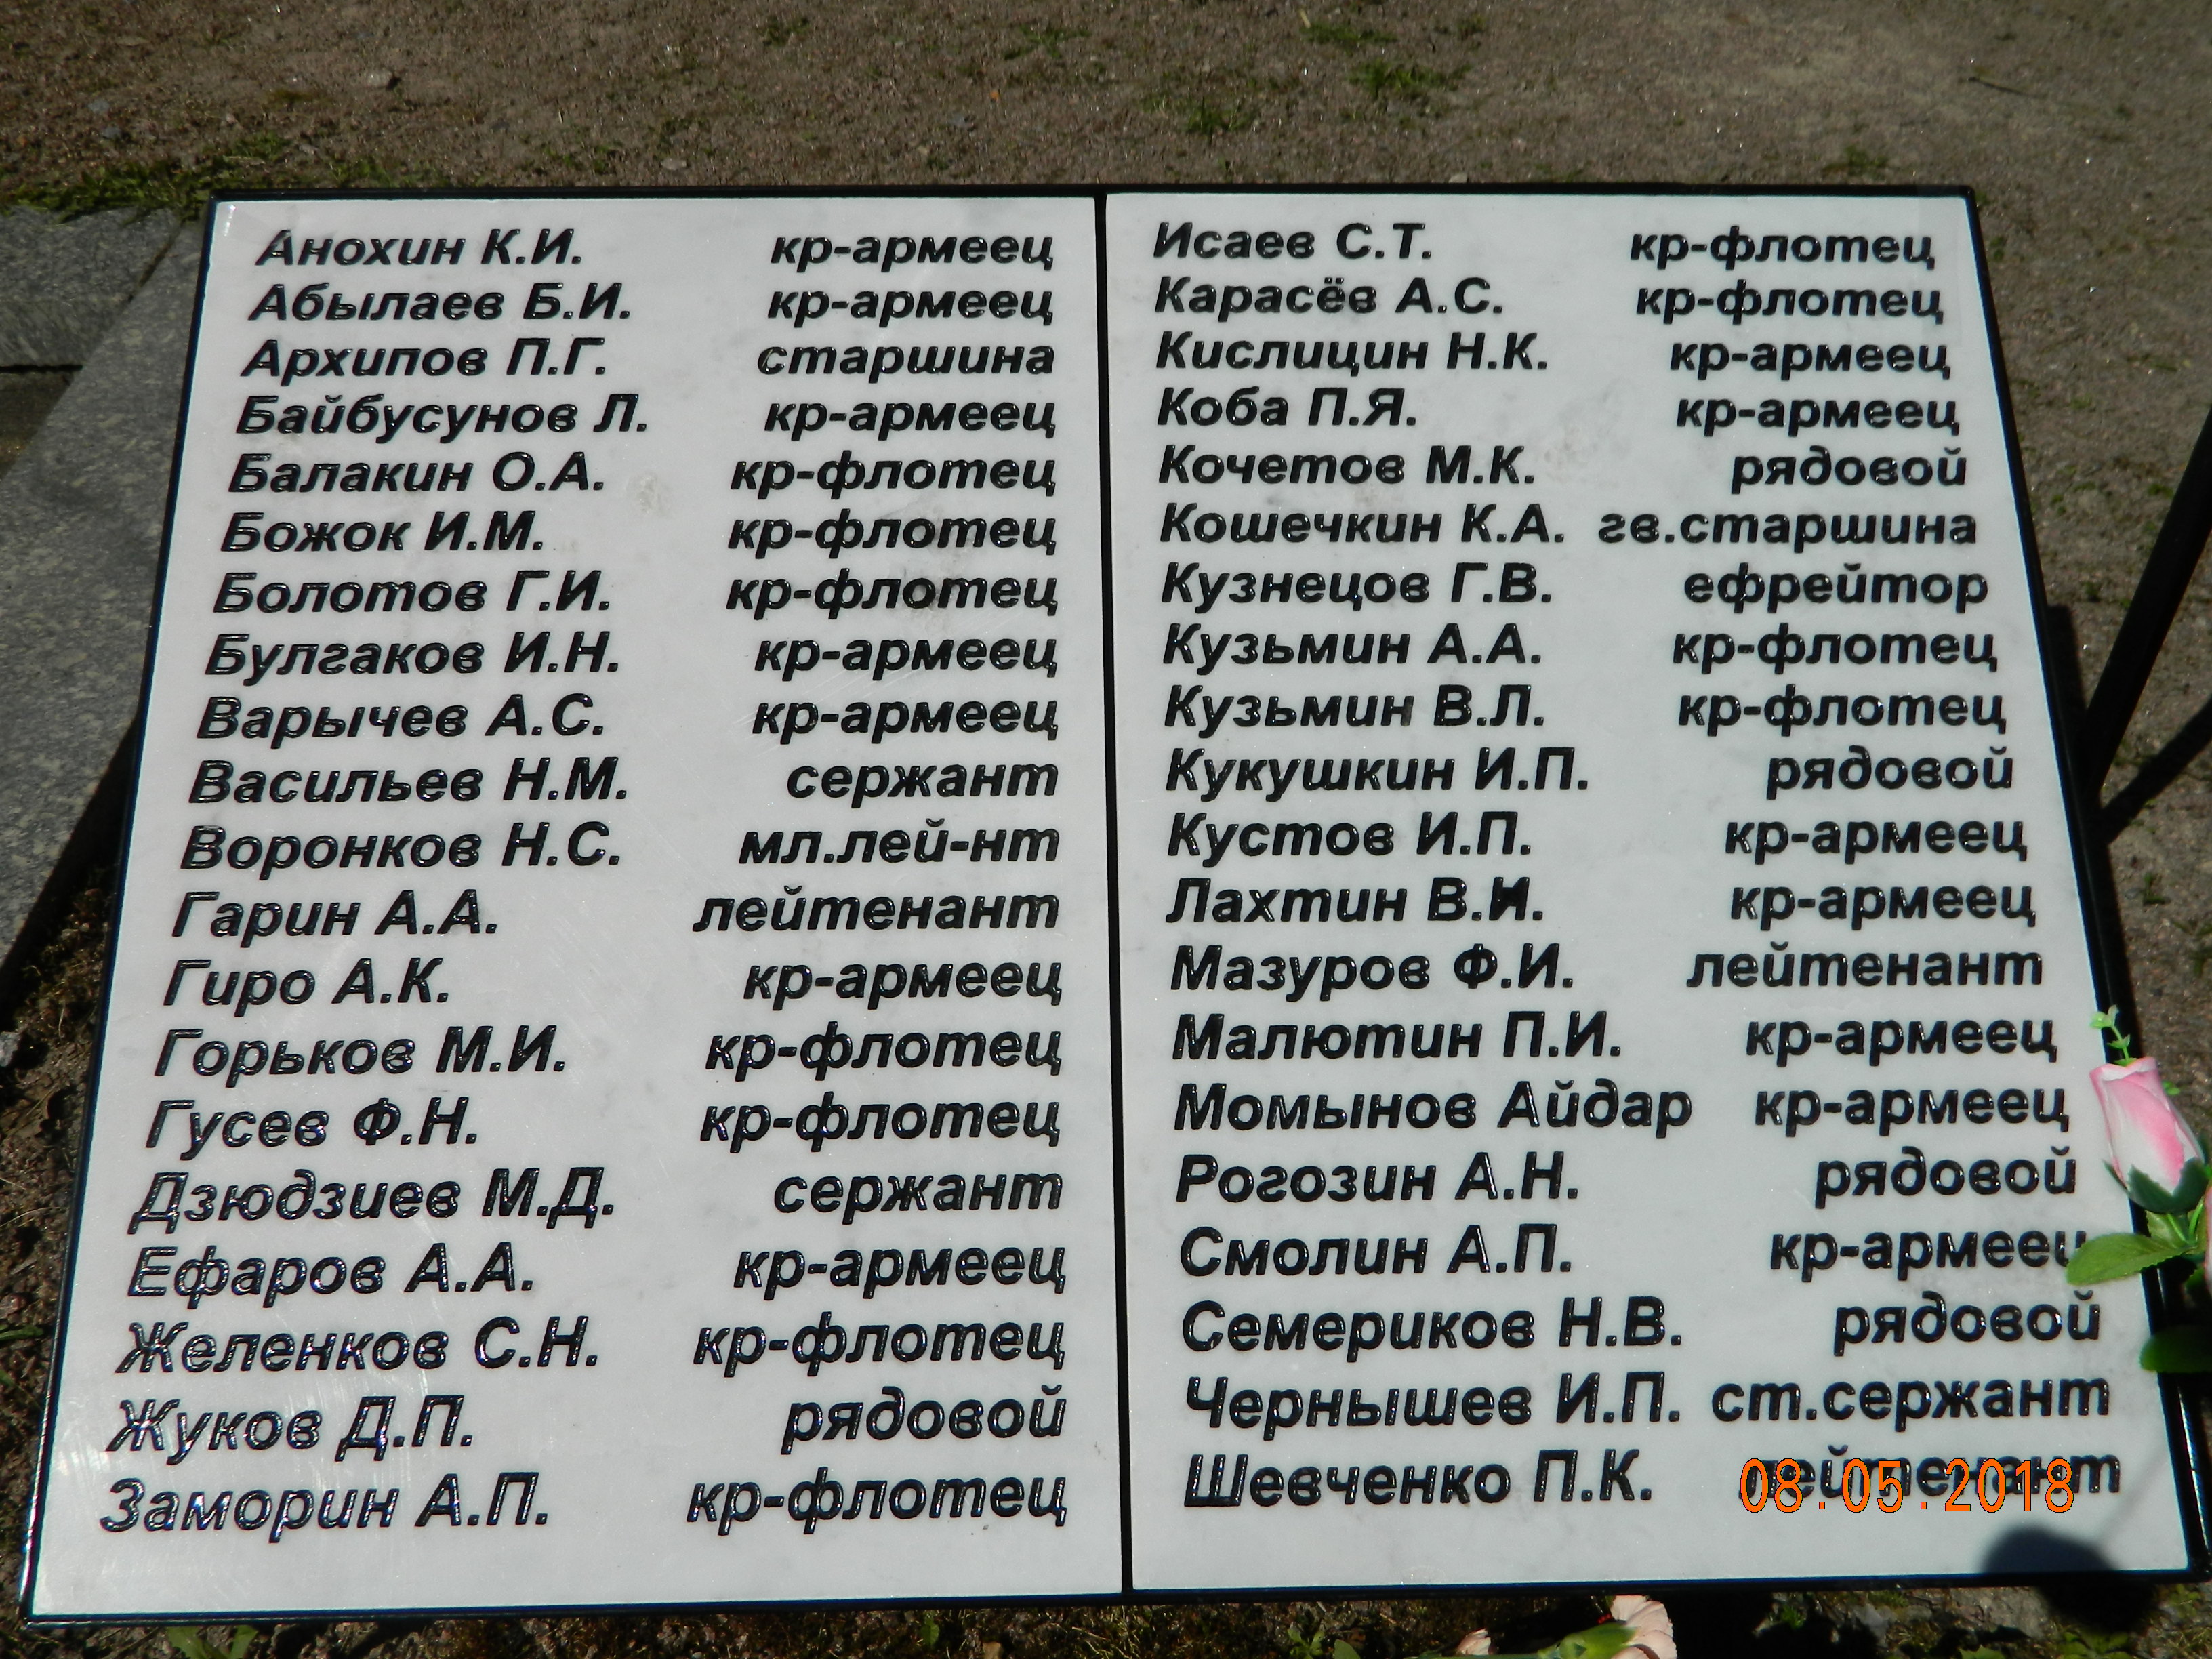 Анохин К.И. кр-армеец
Абылаев Б.И. кр-армеец
Архипов П.Г. старшина
Байбусунов Л. кр-армеец
Балакин О.А. кр-флотец
Божок И.М. кр-флотец
Болотов Г.И. кр-флотец
Булгаков И.Н. кр-армеец
Варычев А.С. кр-армеец
Васильев Н.М. сержант
Воронков Н.С. мл.лей-нт
Гарин А.А. лейтенант
Гиро А.К. кр-армеец
Горьков М.И. кр-флотец
Гусев Ф.Н. кр-флотец
Дзюдзиев М.Д. сержант
Ефаров А.А. кр-армеец
Желенков С.Н. кр-флотец
Жуков Д.П. рядовой
Заморин А.П. кр-флотец
Исаев С.Т. кр-флотец
Карасёв А.С. кр-флотец
Кислицин Н.К. кр-армеец
Коба П.Я. кр-армеец
Кочетов М.К. рядовой
Кошечкин К.А. гв.старшина
Кузнецов Г.В. ефрейтор
Кузьмин А.А. кр-флотец
Кузьмин В.Л. кр-флотец
Кукушкин И.П. рядовой
Кустов И.П. кр-армеец
Лахтин В.И. кр-армеец
Мазуров Ф.И. лейтенант
Малютин П.И. кр-армеец
Момынов Айдар кр-армеец
Рогозин А.Н. рядовой
Смолин А.П. кр-армеец
Семериков Н.В. рядовой
Чернышев И.П. ст.сержант
Шевченко П.К. лейтенант
08.05.2018